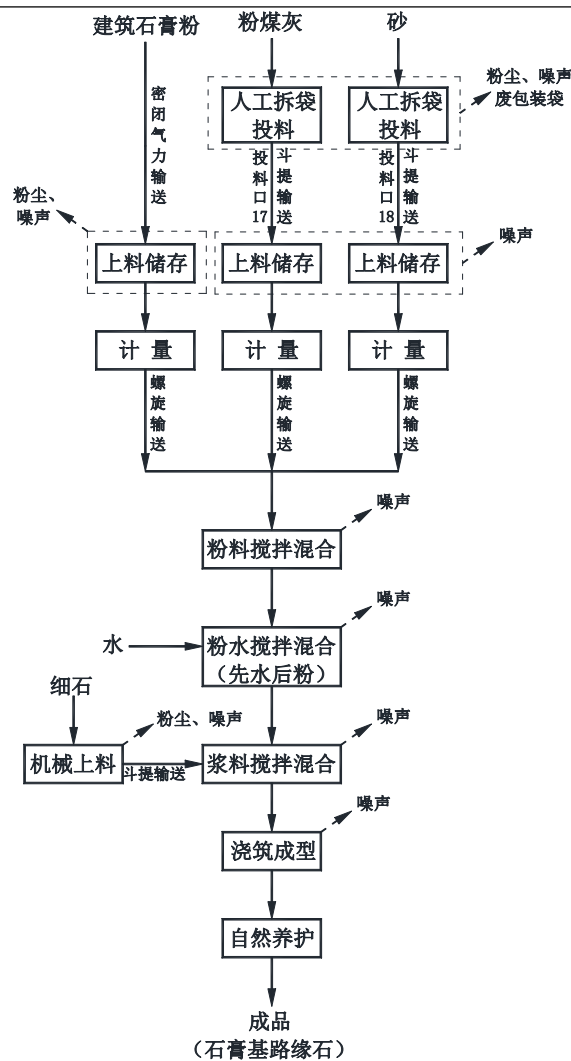 建筑石膏粉
粉煤灰
砂
人工拆袋
投料
人工拆袋
投料
粉尘、噪声
废包装袋
密闭气力输送
投料口17
斗提输送
投料口18
斗提输送
粉尘、
噪声
上料储存
上料储存
上料储存
噪声
计 量
计 量
计 量
螺旋输送
螺旋输送
螺旋输送
噪声
粉料搅拌混合
噪声
水
粉水搅拌混合
（先水后粉）
细石
粉尘、噪声
噪声
机械上料
斗提输送
浆料搅拌混合
噪声
浇筑成型
自然养护
成品
（石膏基路缘石）